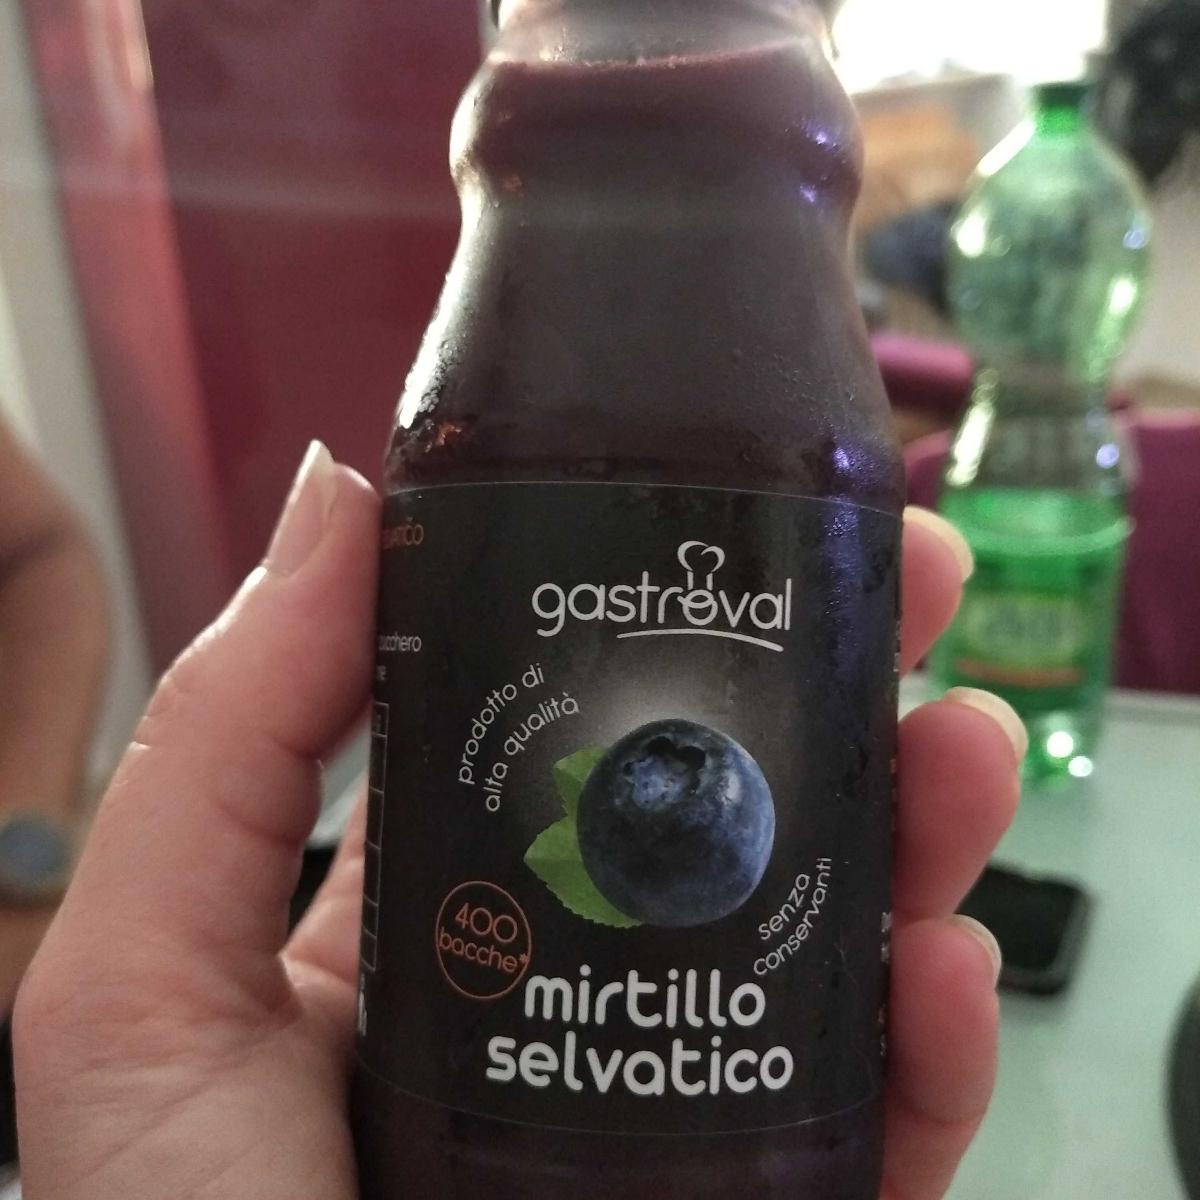 gastroval
prodotto di
alta qualità
400
bacche*
senza
conservanti
mirtillo
selvatico